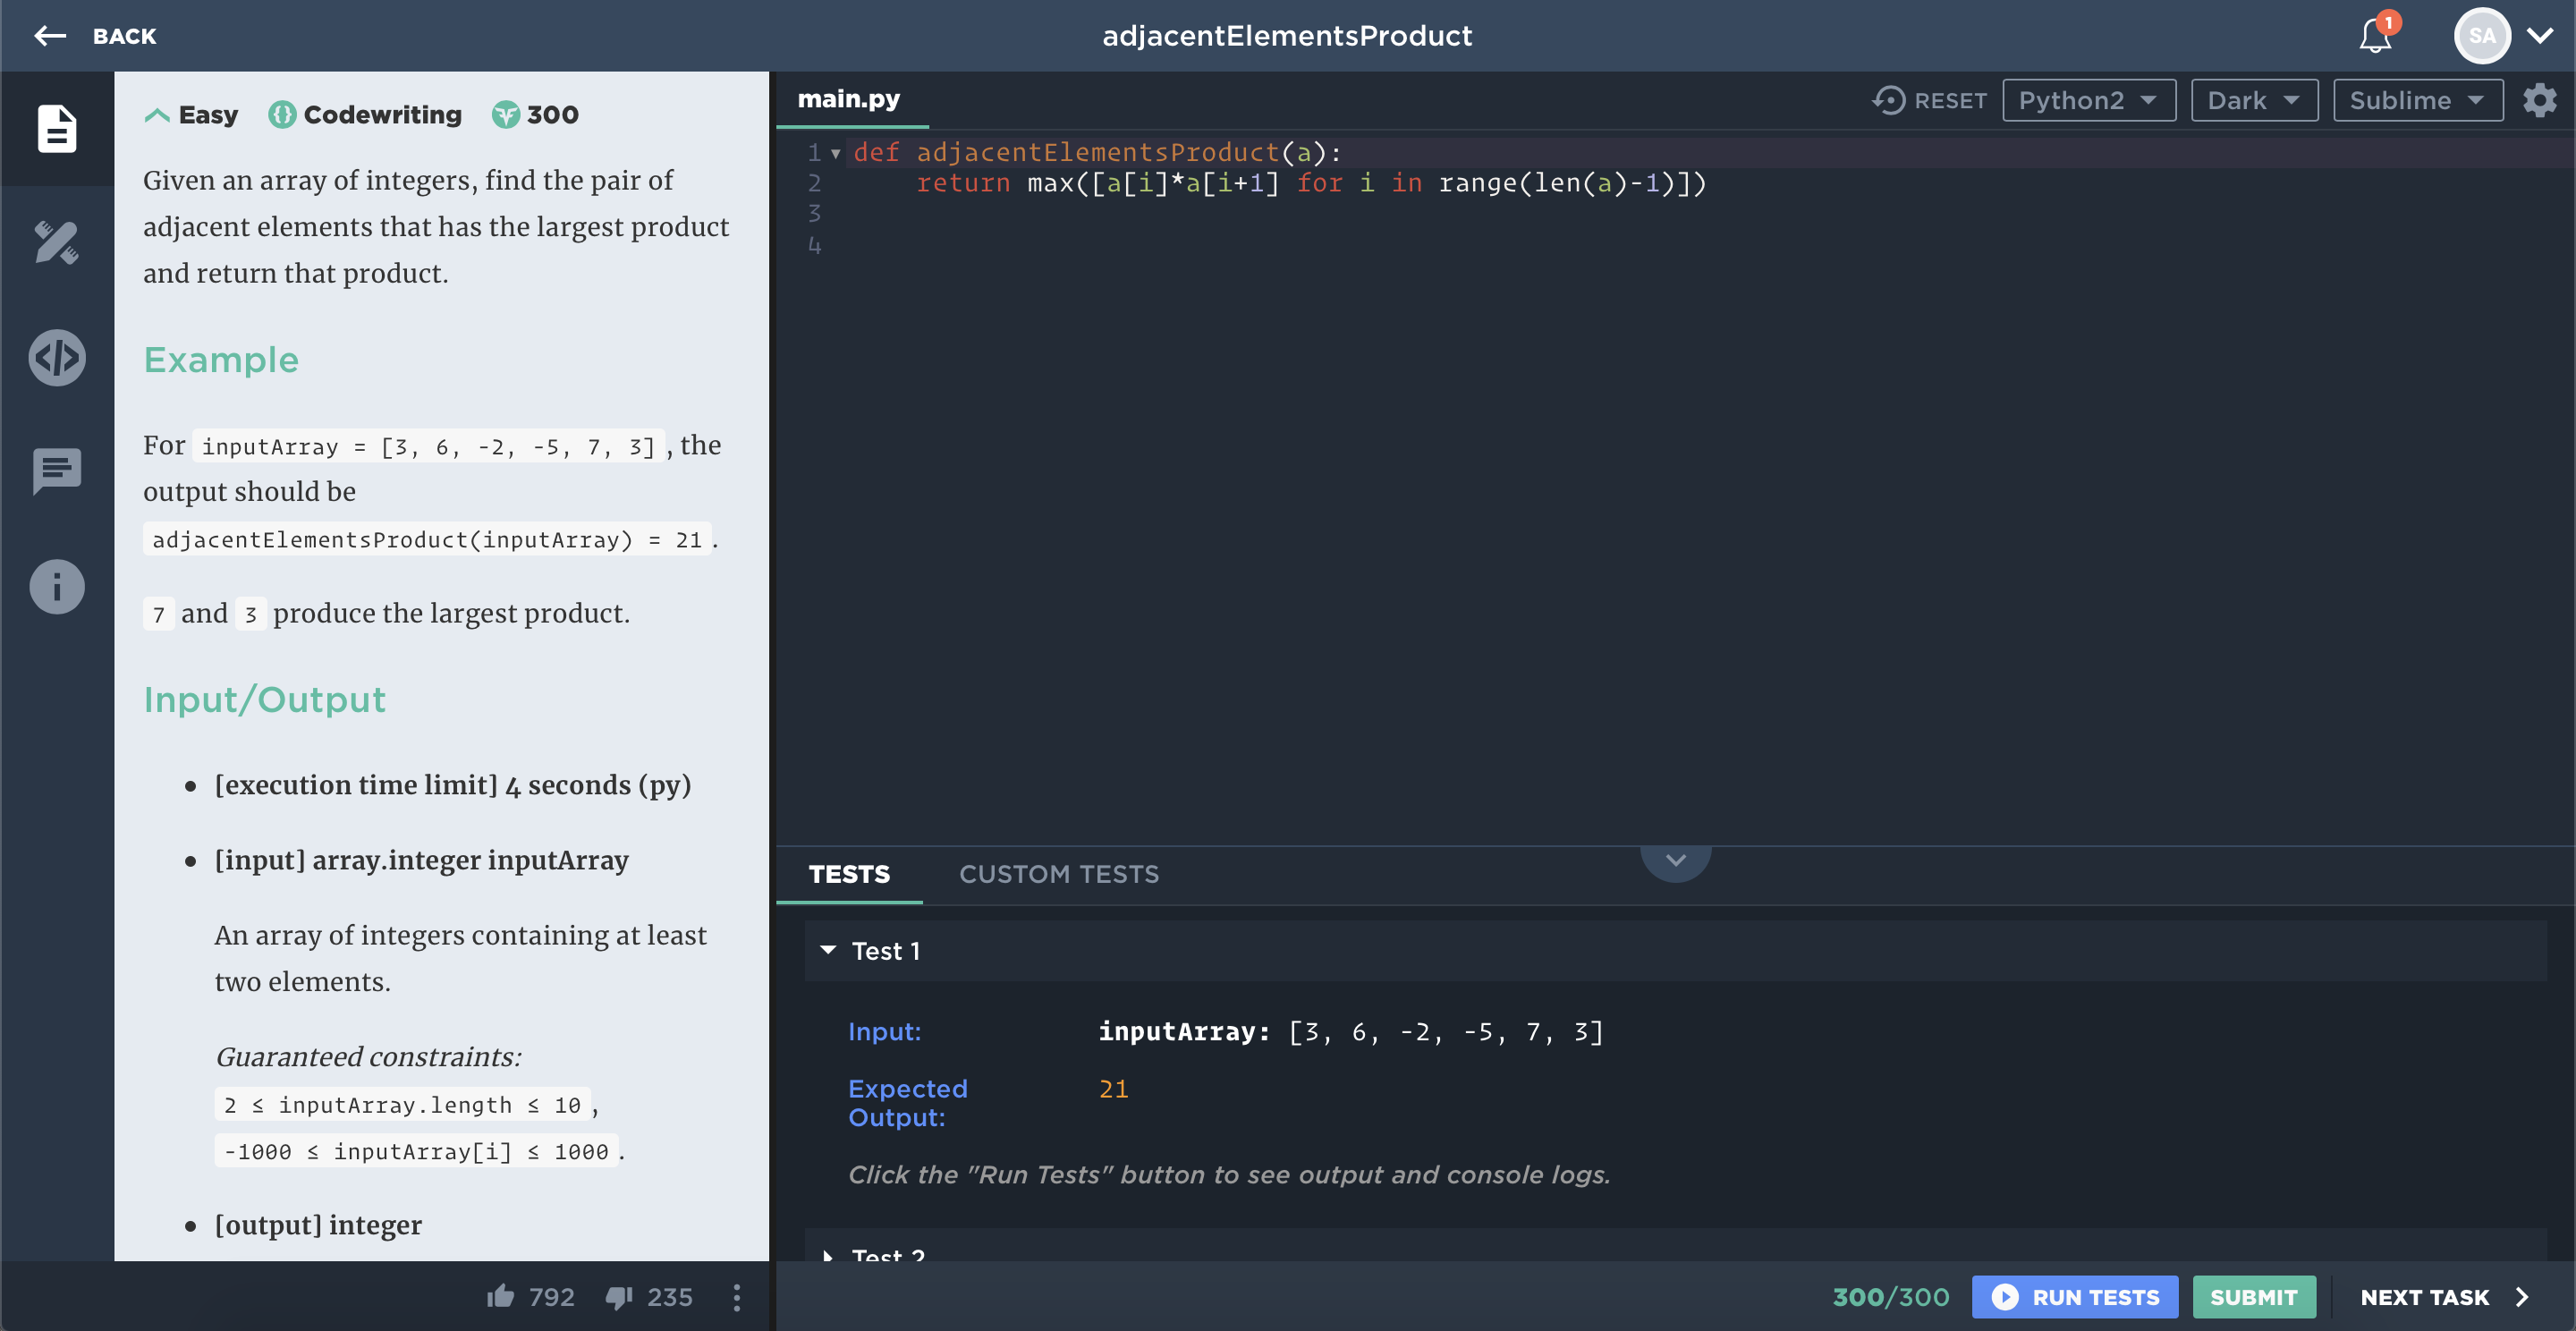 BACK
adjacentElementsProduct
1
SA
Easy Codewriting 300
Given an array of integers, find the pair of
adjacent elements that has the largest product
and return that product.
Example
For inputArray = [3, 6, -2, -5, 7, 3] , the
output should be
adjacentElementsProduct(inputArray) = 21 .
7 and 3 produce the largest product.
Input/Output
• [execution time limit] 4 seconds (py)
• [input] array.integer inputArray
An array of integers containing at least
two elements.
Guaranteed constraints:
2 ≤ inputArray.length ≤ 10 ,
-1000 ≤ inputArray[i] ≤ 1000 .
• [output] integer
792 235
main.py
RESET Python2 Dark Sublime
1 def adjacentElementsProduct(a):
2 return max([a[i]*a[i+1] for i in range(len(a)-1)])
3
4
TESTS CUSTOM TESTS
Test 1
Input: inputArray: [3, 6, -2, -5, 7, 3]
Expected 21
Output:
Click the "Run Tests" button to see output and console logs.
Test 2
300/300 RUN TESTS SUBMIT NEXT TASK